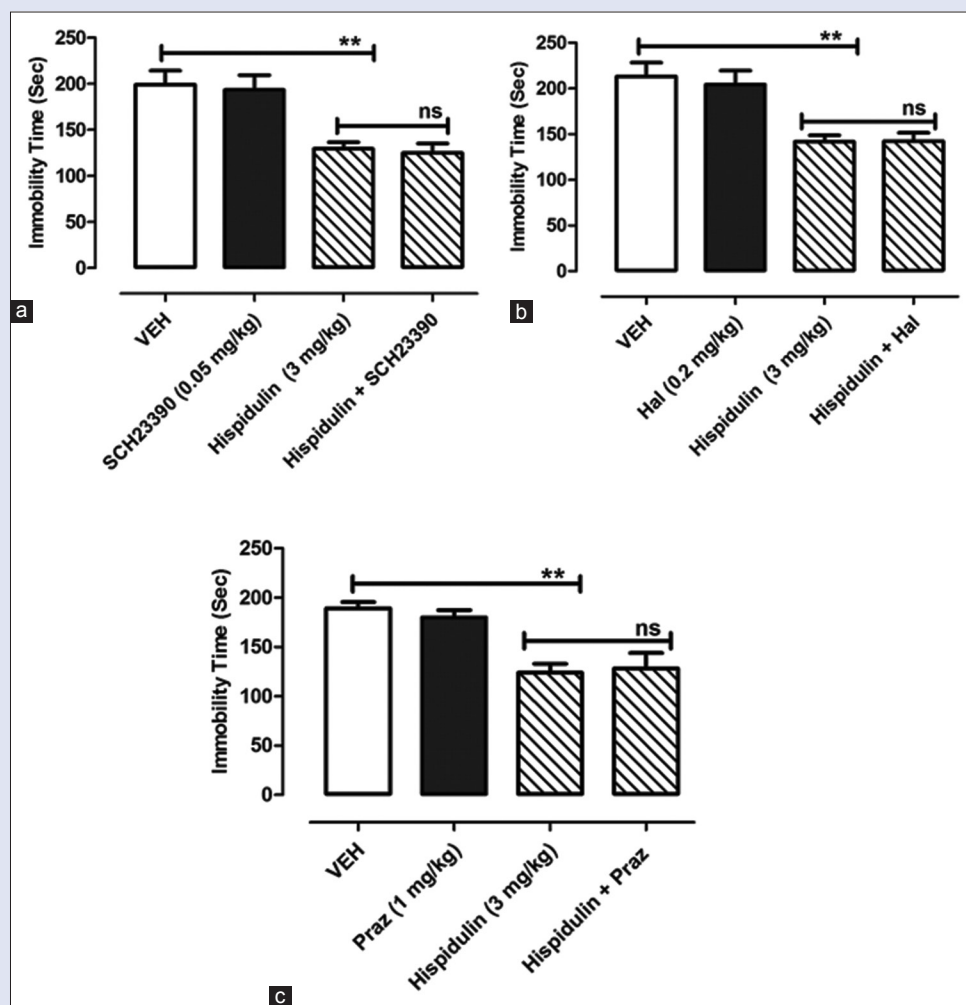 250
200
150
100
50
0
Immobility Time (Sec)
**
ns
VEH
SCH23390 (0.05 mg/kg)
Hispidulin (3 mg/kg)
Hispidulin + SCH23390
a
250
200
150
100
50
0
Immobility Time (Sec)
**
ns
VEH
Hal (0.2 mg/kg)
Hispidulin (3 mg/kg)
Hispidulin + Hal
b
250
200
150
100
50
0
Immobility Time (Sec)
**
ns
VEH
Praz (1 mg/kg)
Hispidulin (3 mg/kg)
Hispidulin + Praz
c